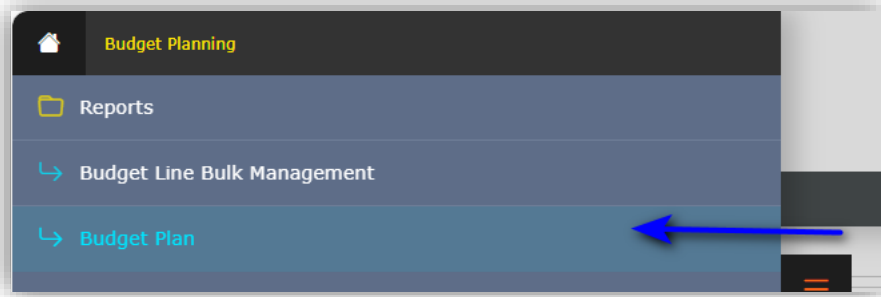 Budget Planning
Reports
Budget Line Bulk Management
Budget Plan